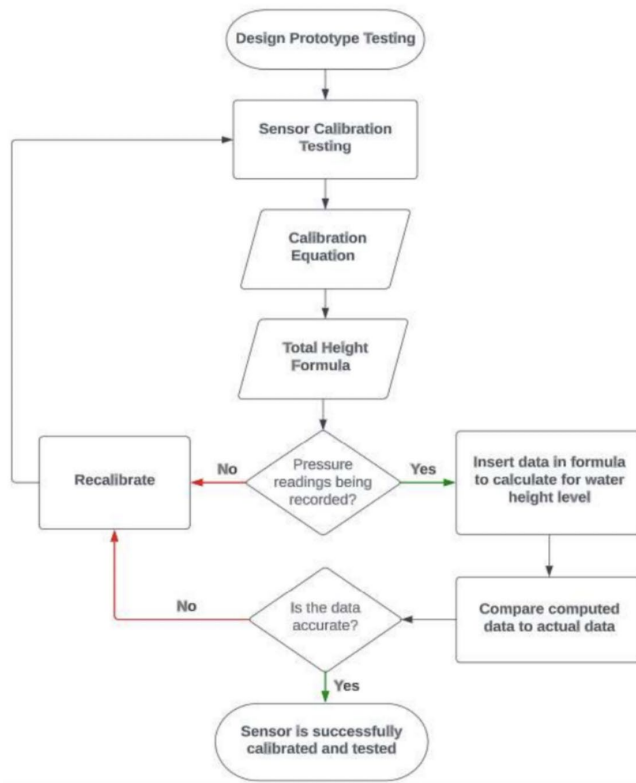 Design Prototype Testing
Sensor Calibration
Testing
Calibration
Equation
Total Height
Formula
Recalibrate
No
Pressure
readings being
recorded?
Yes
Insert data in formula
to calculate for water
height level
No
Is the data
accurate?
Compare computed
data to actual data
Yes
Sensor is successfully
calibrated and tested